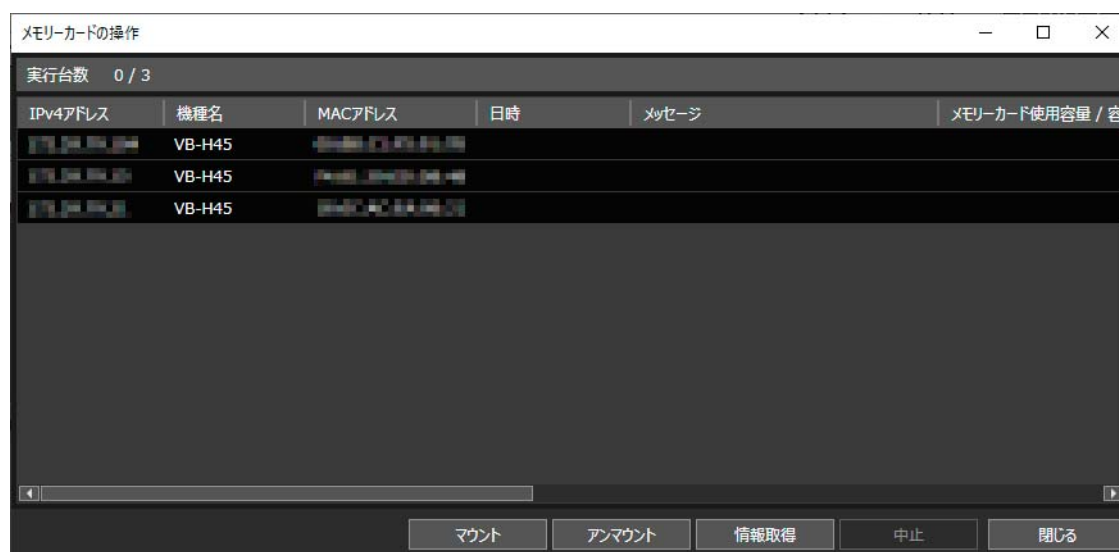 メモリーカードの操作
実行台数 0 / 3
IPv4アドレス 機種名 MACアドレス 日時 メッセージ メモリーカード使用容量 / 容
VB-H45
VB-H45
VB-H45
マウント アンマウント 情報取得 中止 閉じる